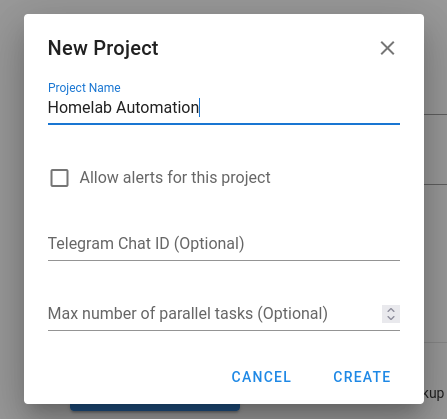 New Project
Project Name
Homelab Automation
Allow alerts for this project
Telegram Chat ID (Optional)
Max number of parallel tasks (Optional)
CANCEL CREATE
kup